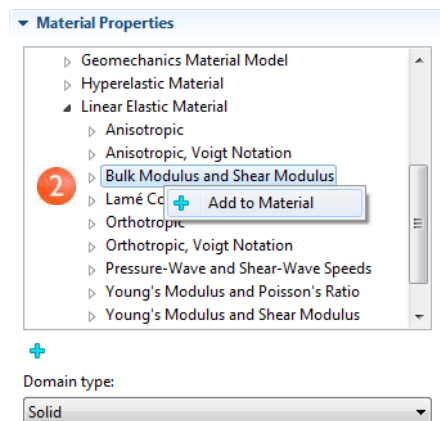 Material Properties
Geomechanics Material Model
Hyperelastic Material
Linear Elastic Material
Anisotropic
Anisotropic, Voigt Notation
2
Bulk Modulus and Shear Modulus
Lamé Co
Add to Material
Orthotropic
Orthotropic, Voigt Notation
Pressure-Wave and Shear-Wave Speeds
Young's Modulus and Poisson's Ratio
Young's Modulus and Shear Modulus
Domain type:
Solid